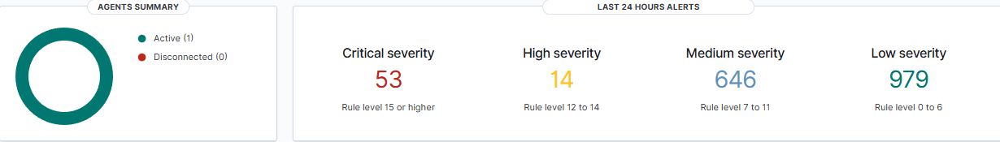 AGENTS SUMMARY
Active (1)
Disconnected (0)
LAST 24 HOURS ALERTS
Critical severity
53
Rule level 15 or higher
High severity
14
Rule level 12 to 14
Medium severity
646
Rule level 7 to 11
Low severity
979
Rule level 0 to 6